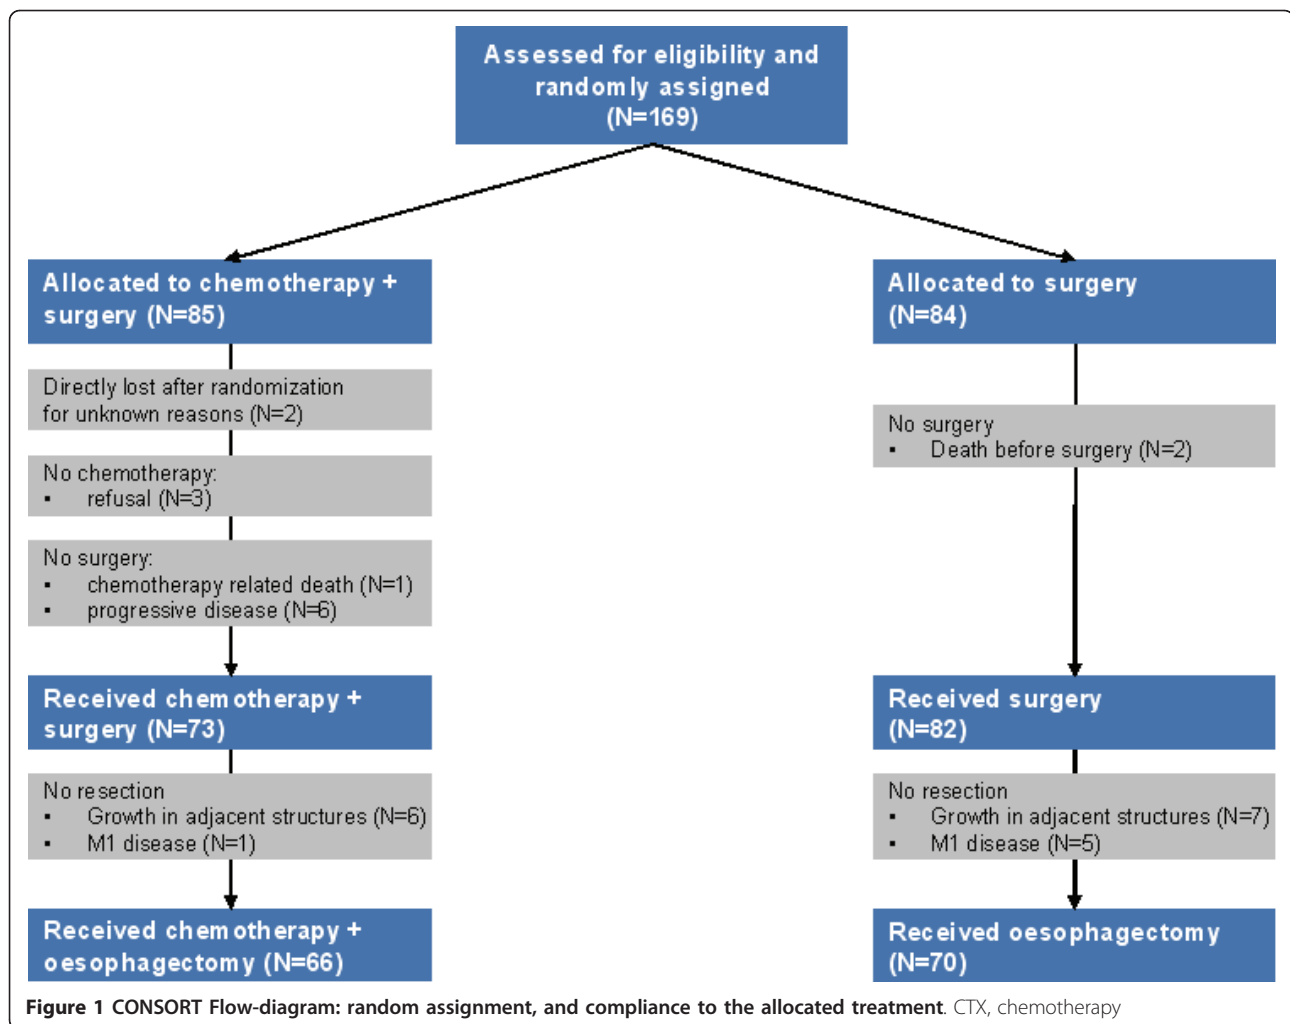 Assessed for eligibility and
randomly assigned
(N=169)
Allocated to chemotherapy +
surgery (N=85)
Directly lost after randomization
for unknown reasons (N=2)
No chemotherapy:
▪ refusal (N=3)
No surgery:
▪ chemotherapy related death (N=1)
▪ progressive disease (N=6)
Received chemotherapy +
surgery (N=73)
No resection
▪ Growth in adjacent structures (N=6)
▪ M1 disease (N=1)
Received chemotherapy +
oesophagectomy (N=66)
Allocated to surgery
(N=84)
No surgery
▪ Death before surgery (N=2)
Received surgery
(N=82)
No resection
▪ Growth in adjacent structures (N=7)
▪ M1 disease (N=5)
Received oesophagectomy
(N=70)
Figure 1 CONSORT Flow-diagram: random assignment, and compliance to the allocated treatment. CTX, chemotherapy